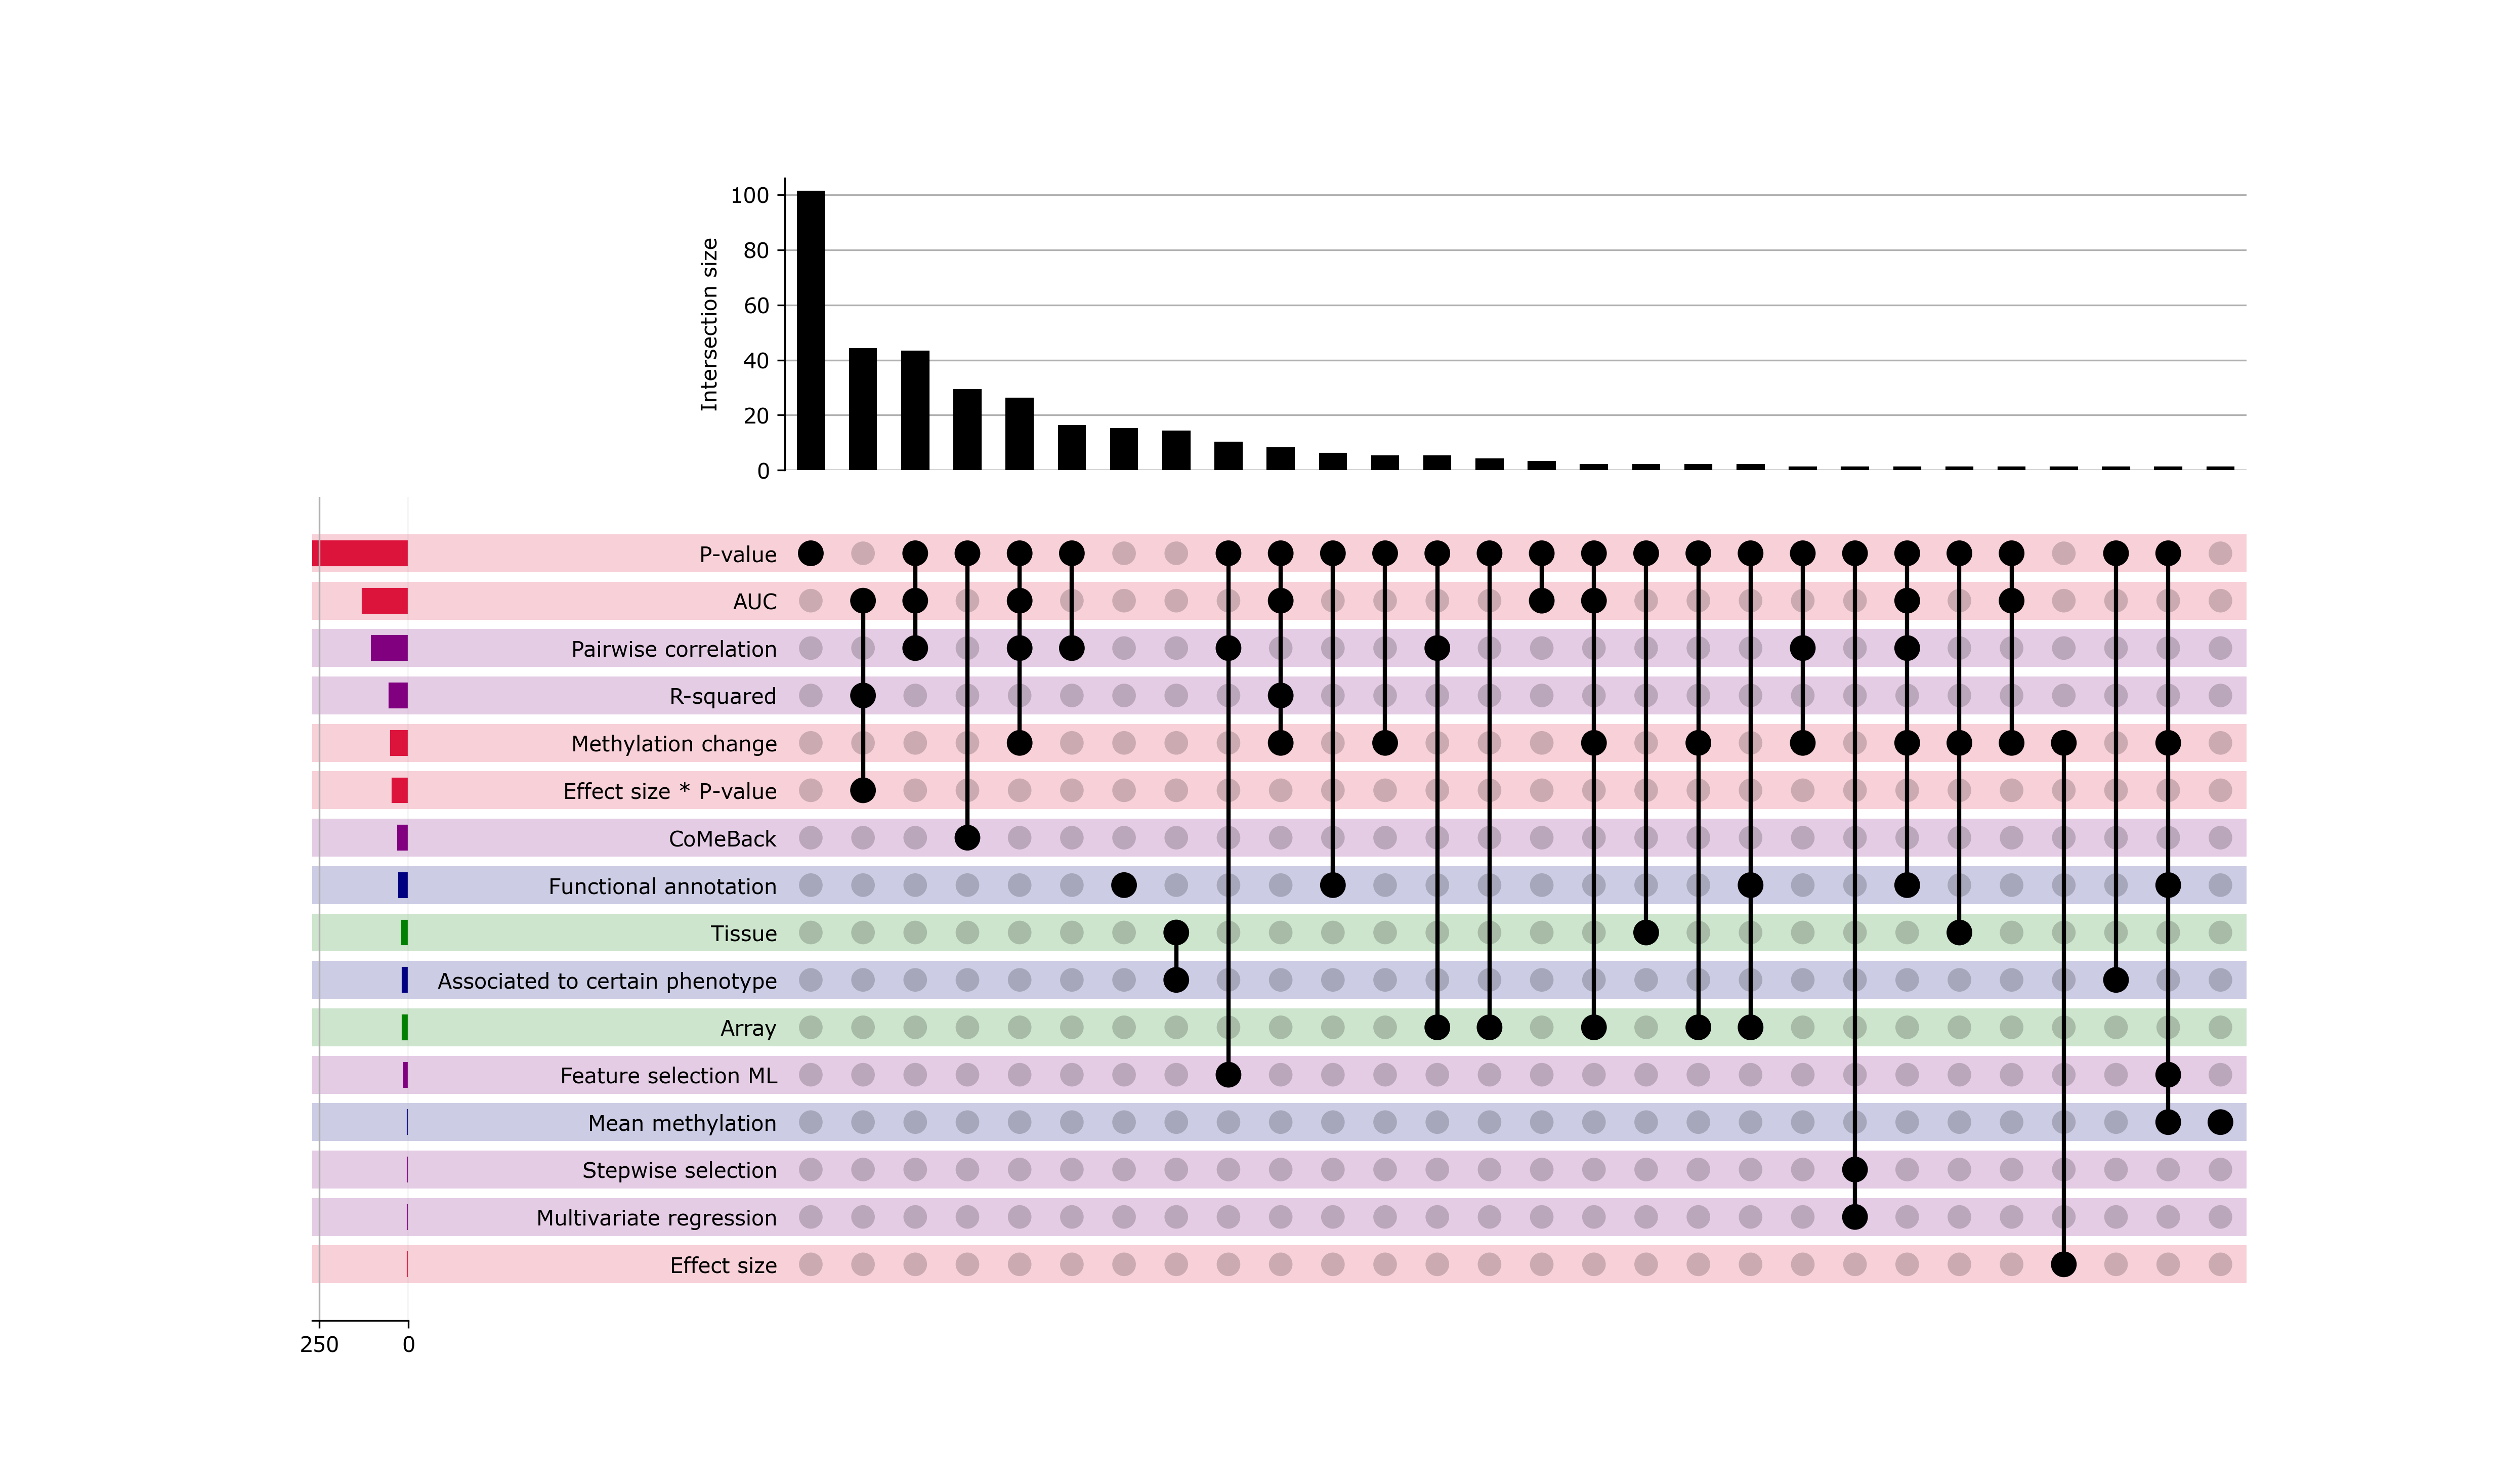 100
80
60
40
20
0
Intersection size
P-value
AUC
Pairwise correlation
R-squared
Methylation change
Effect size * P-value
CoMeBack
Functional annotation
Tissue
Associated to certain phenotype
Array
Feature selection ML
Mean methylation
Stepwise selection
Multivariate regression
Effect size
250 0